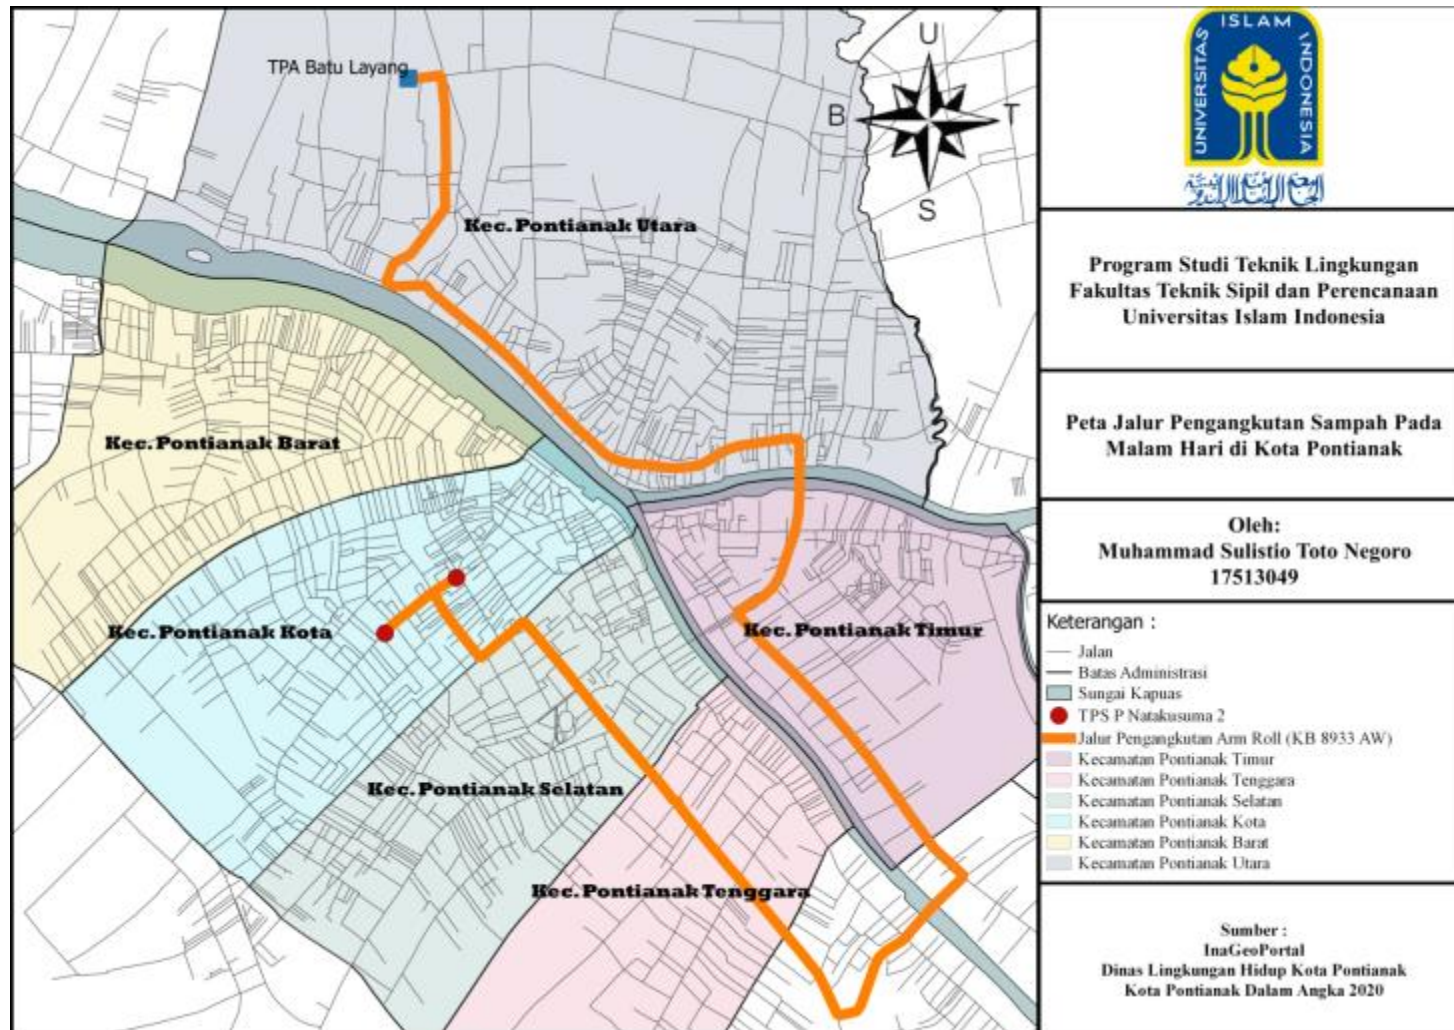 TPA Batu Layang
U
B
T
S
Kec. Pontianak Utara
Kec. Pontianak Barat
Kec. Pontianak Kota
Kec. Pontianak Timur
Kec. Pontianak Selatan
Kec. Pontianak Tenggara
UNIVERSITAS ISLAM INDONESIA
Program Studi Teknik Lingkungan
Fakultas Teknik Sipil dan Perencanaan
Universitas Islam Indonesia
Peta Jalur Pengangkutan Sampah Pada
Malam Hari di Kota Pontianak
Oleh:
Muhammad Sulistio Toto Negoro
17513049
Keterangan :
Jalan
Batas Administrasi
Sungai Kapuas
TPS P Natakusuma 2
Jalur Pengangkutan Arm Roll (KB 8933 AW)
Kecamatan Pontianak Timur
Kecamatan Pontianak Tenggara
Kecamatan Pontianak Selatan
Kecamatan Pontianak Kota
Kecamatan Pontianak Barat
Kecamatan Pontianak Utara
Sumber :
InaGeoPortal
Dinas Lingkungan Hidup Kota Pontianak
Kota Pontianak Dalam Angka 2020